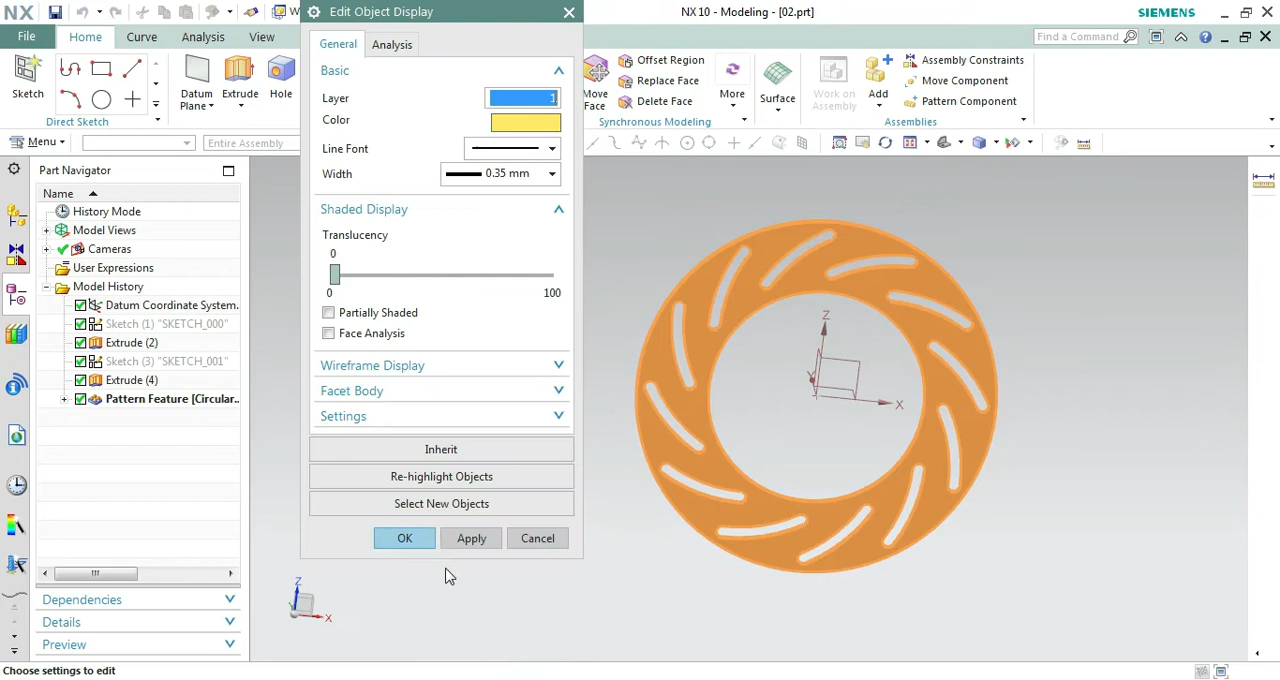 NX
W
Edit Object Display
NX 10 - Modeling - [02.prt]
SIEMENS
File
Home
Curve
Analysis
View
Find a Command
Sketch
Datum
Plane
Extrude
Hole
Direct Sketch
Move
Face
Offset Region
Replace Face
Delete Face
More
Synchronous Modeling
Surface
Work on
Assembly
Add
Assembly Constraints
Move Component
Pattern Component
Assemblies
Menu
Entire Assembly
Part Navigator
Name
History Mode
Model Views
Cameras
User Expressions
Model History
Datum Coordinate System.
Sketch (1) "SKETCH_000"
Extrude (2)
Sketch (3) "SKETCH_001"
Extrude (4)
Pattern Feature [Circular..
Dependencies
Details
Preview
General
Analysis
Basic
Layer
1
Color
Line Font
Width
0.35 mm
Shaded Display
Translucency
0
0
100
Partially Shaded
Face Analysis
Wireframe Display
Facet Body
Settings
Inherit
Re-highlight Objects
Select New Objects
OK
Apply
Cancel
Z
Y
X
Z
X
Choose settings to edit